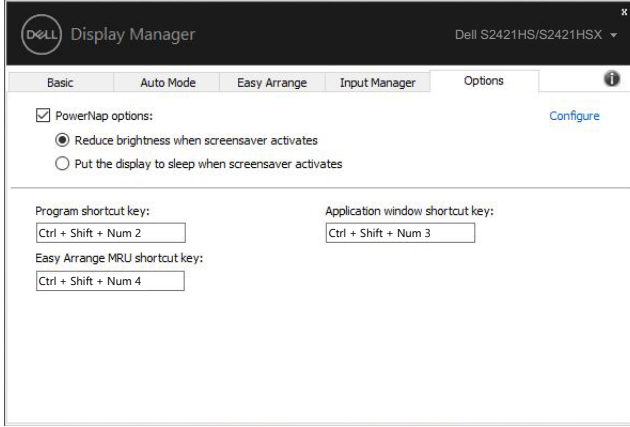 DELL Display Manager
x
Dell S2421HS/S2421HSX
Basic Auto Mode Easy Arrange Input Manager Options i
PowerNap options: Configure
Reduce brightness when screensaver activates
Put the display to sleep when screensaver activates
Program shortcut key: Application window shortcut key:
Ctrl + Shift + Num 2 Ctrl + Shift + Num 3
Easy Arrange MRU shortcut key:
Ctrl + Shift + Num 4